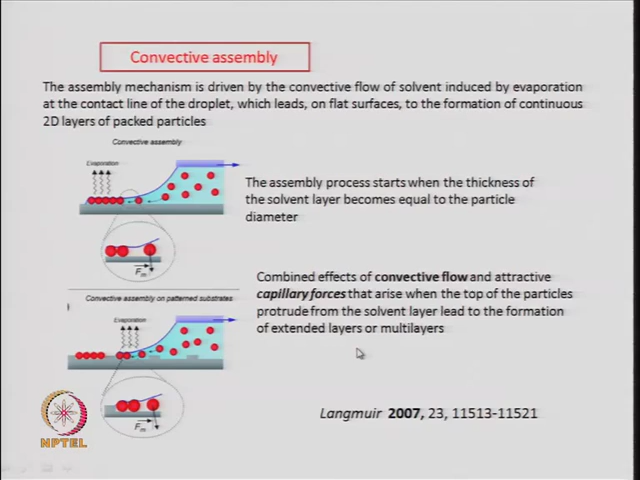 Convective assembly
The assembly mechanism is driven by the convective flow of solvent induced by evaporation
at the contact line of the droplet, which leads, on flat surfaces, to the formation of continuous
2D layers of packed particles
Convective assembly
Evaporation
The assembly process starts when the thickness of
the solvent layer becomes equal to the particle
diameter
Fm
Combined effects of convective flow and attractive
capillary forces that arise when the top of the particles
protrude from the solvent layer lead to the formation
of extended layers or multilayers
Convective assembly on patterned substrates
Evaporation
Fm
Langmuir 2007, 23, 11513-11521
NPTEL